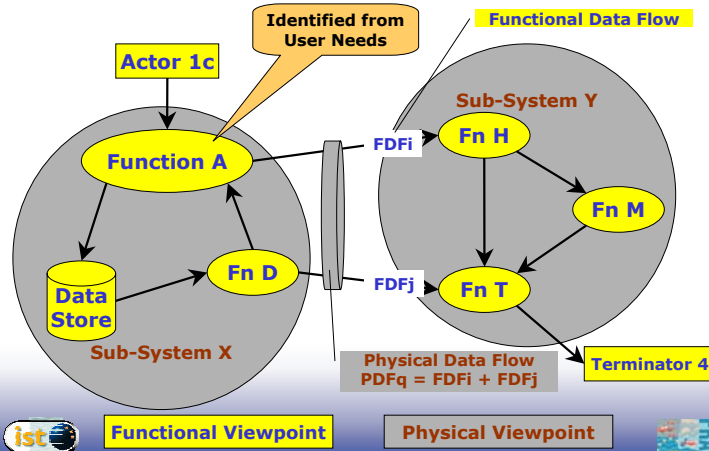 Identified from
User Needs
Functional Data Flow
Actor 1c
Sub-System Y
FDFi
Fn H
Function A
Fn M
Fn D
FDFj
Fn T
Data
Store
Sub-System X
Physical Data Flow
PDFq = FDFi + FDFj
Terminator 4
ist
Functional Viewpoint
Physical Viewpoint